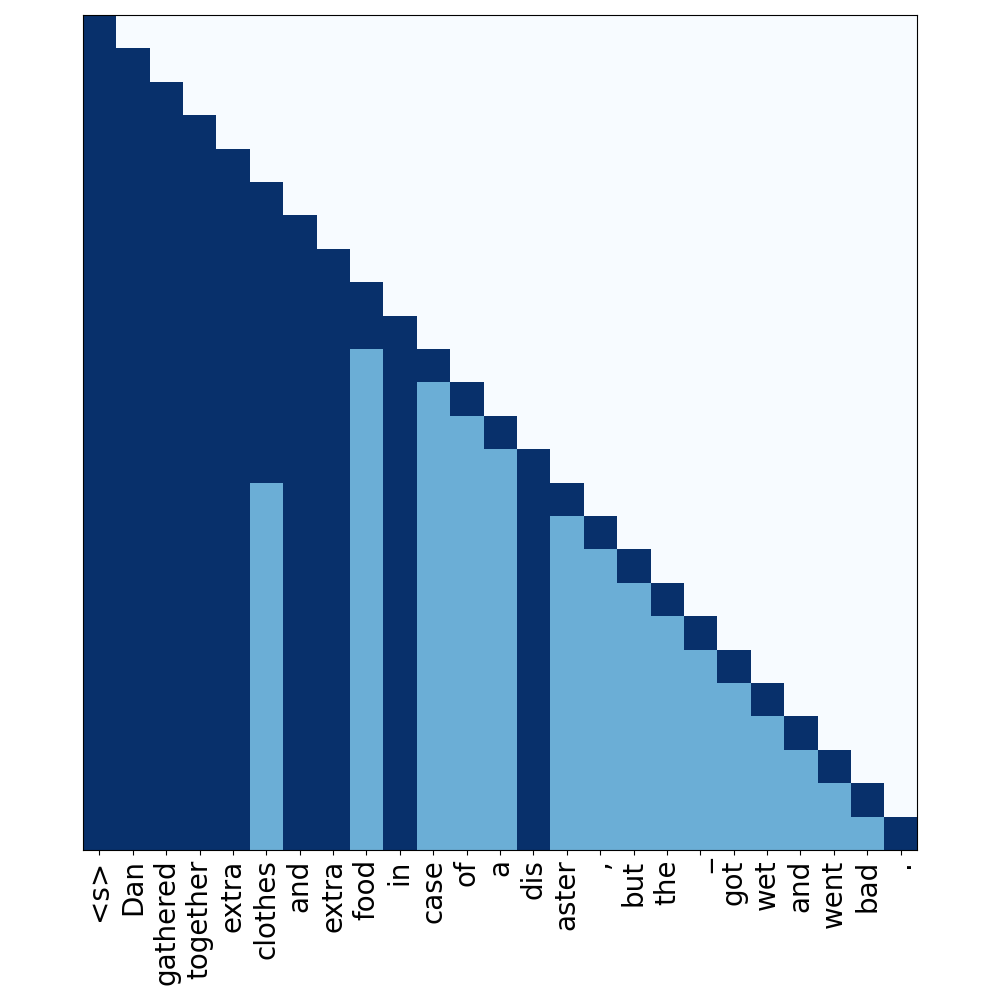 <s> Dan gathered together extra clothes and extra food in case of a dis aster , but the _ got wet and went bad .